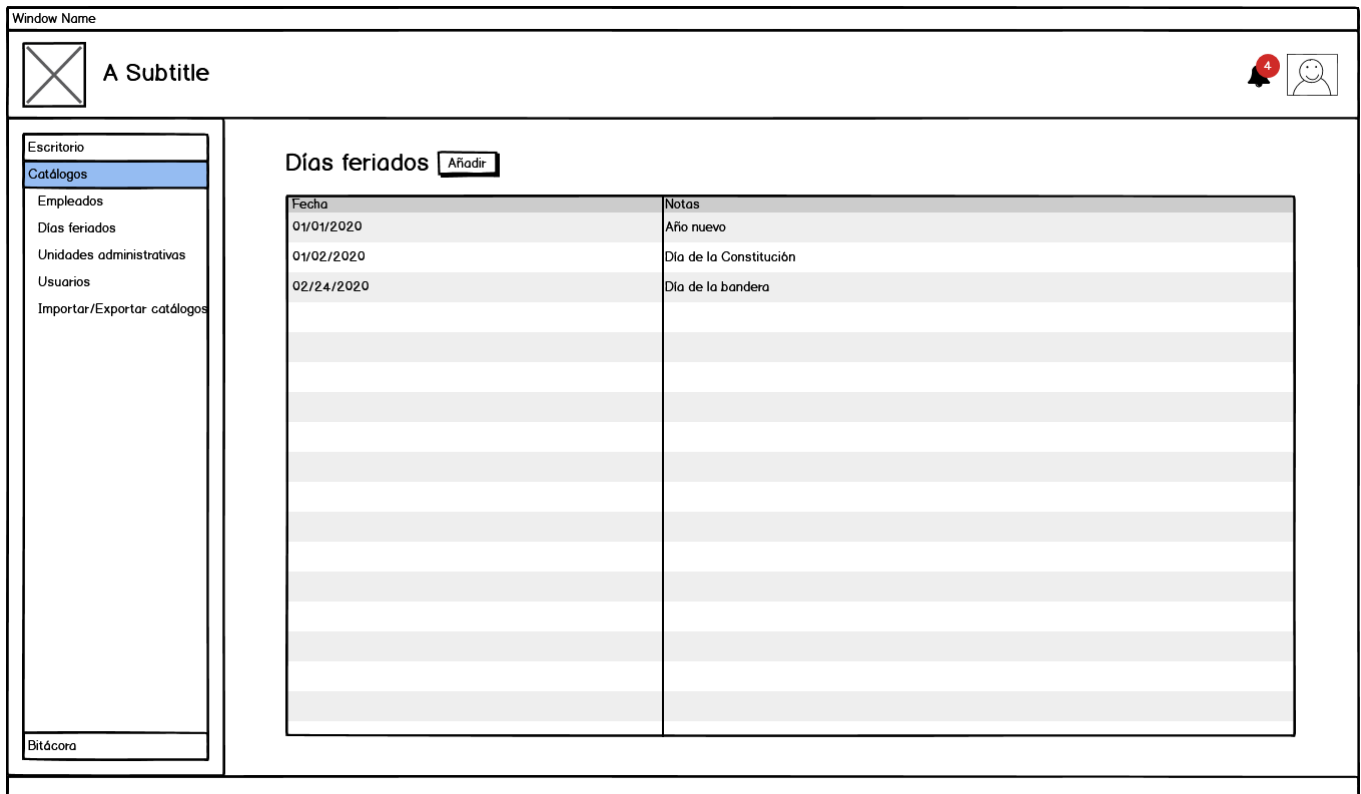 Window Name
A Subtitle
4
Escritorio
Catálogos
Empleados
Días feriados
Unidades administrativas
Usuarios
Importar/Exportar catálogos
Bitácora
Días feriados Añadir
Fecha Notas
01/01/2020 Año nuevo
01/02/2020 Día de la Constitución
02/24/2020 Día de la bandera